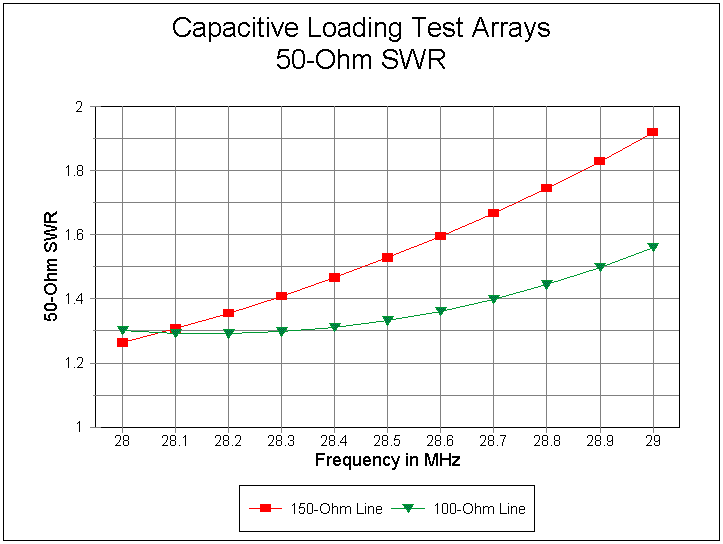 Capacitive Loading Test Arrays
50-Ohm SWR
2
1.8
1.6
1.4
1.2
1
50-Ohm SWR
28 28.1 28.2 28.3 28.4 28.5 28.6 28.7 28.8 28.9 29
Frequency in MHz
150-Ohm Line 100-Ohm Line